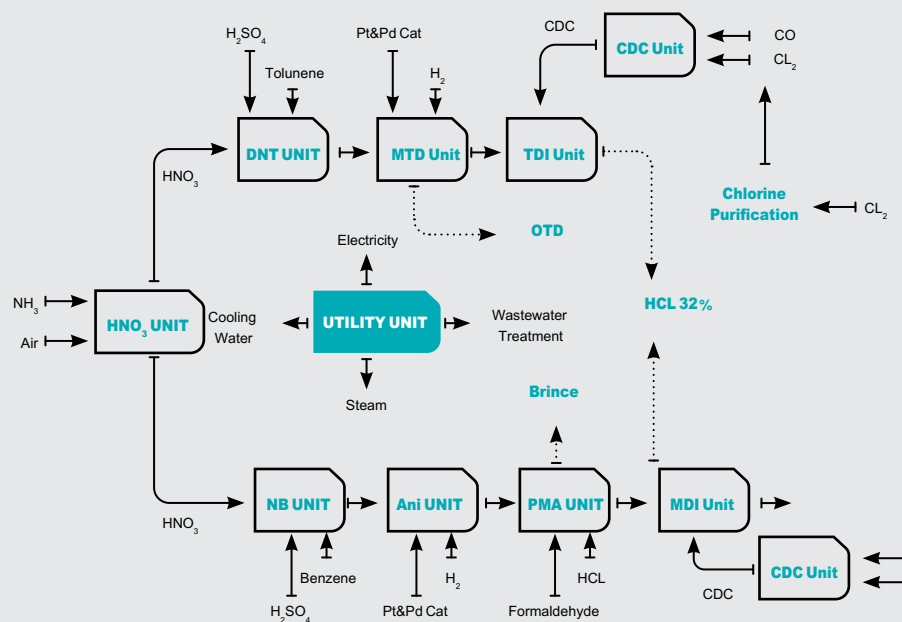 H₂SO₄
Pt&Pd Cat
CDC
CDC Unit
CO
CL₂
Tolunene
H₂
DNT UNIT
MTD Unit
TDI Unit
HNO₃
Chlorine
Purification
CL₂
OTD
Electricity
NH₃
HNO₃ UNIT
Air
Cooling
Water
UTILITY UNIT
Wastewater
Treatment
HCL 32%
Steam
Brince
NB UNIT
Ani UNIT
PMA UNIT
MDI Unit
HNO₃
Benzene
H₂
HCL
CDC Unit
CDC
H₂SO₄
Pt&Pd Cat
Formaldehyde